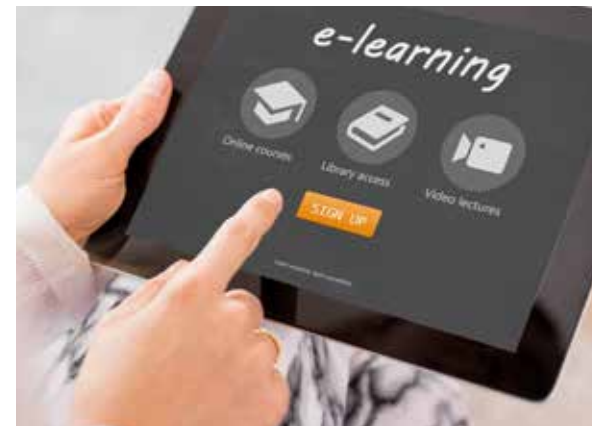 e-learning
Online courses
Library access
Video lectures
SIGN UP